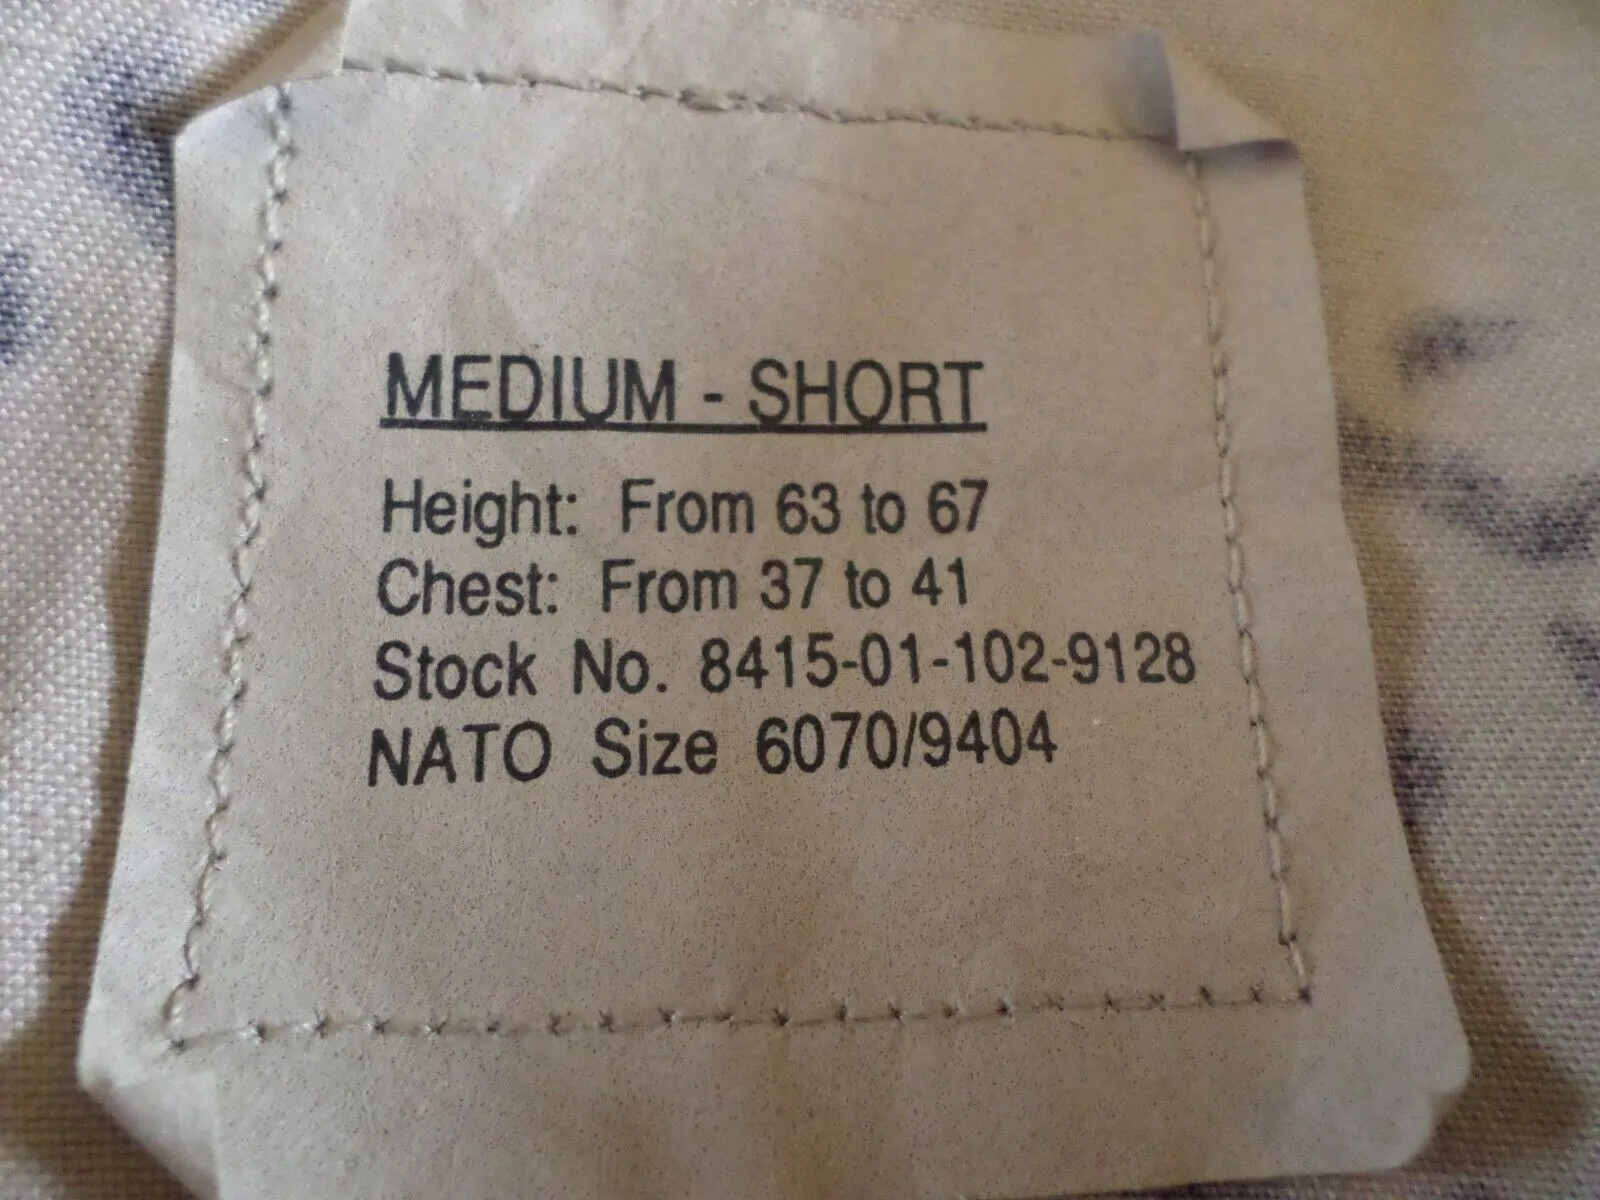 MEDIUM - SHORT
Height: From 63 to 67
Chest: From 37 to 41
Stock No. 8415-01-102-9128
NATO Size 6070/9404